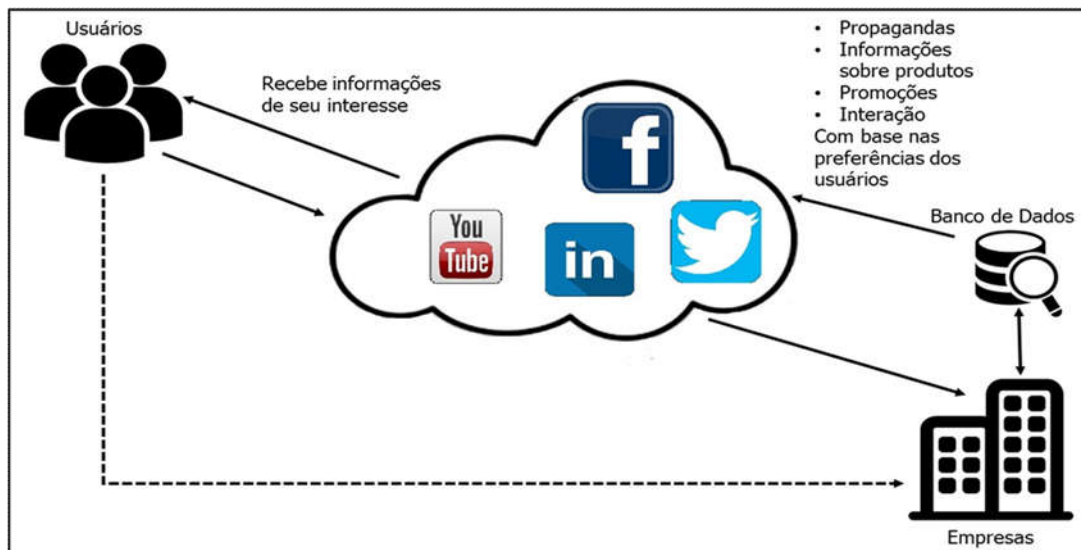 Usuários
Recebe informações
de seu interesse
• Propagandas
• Informações
sobre produtos
• Promoções
• Interação
Com base nas
preferências dos
usuários
f
You
Tube
in
Banco de Dados
Empresas